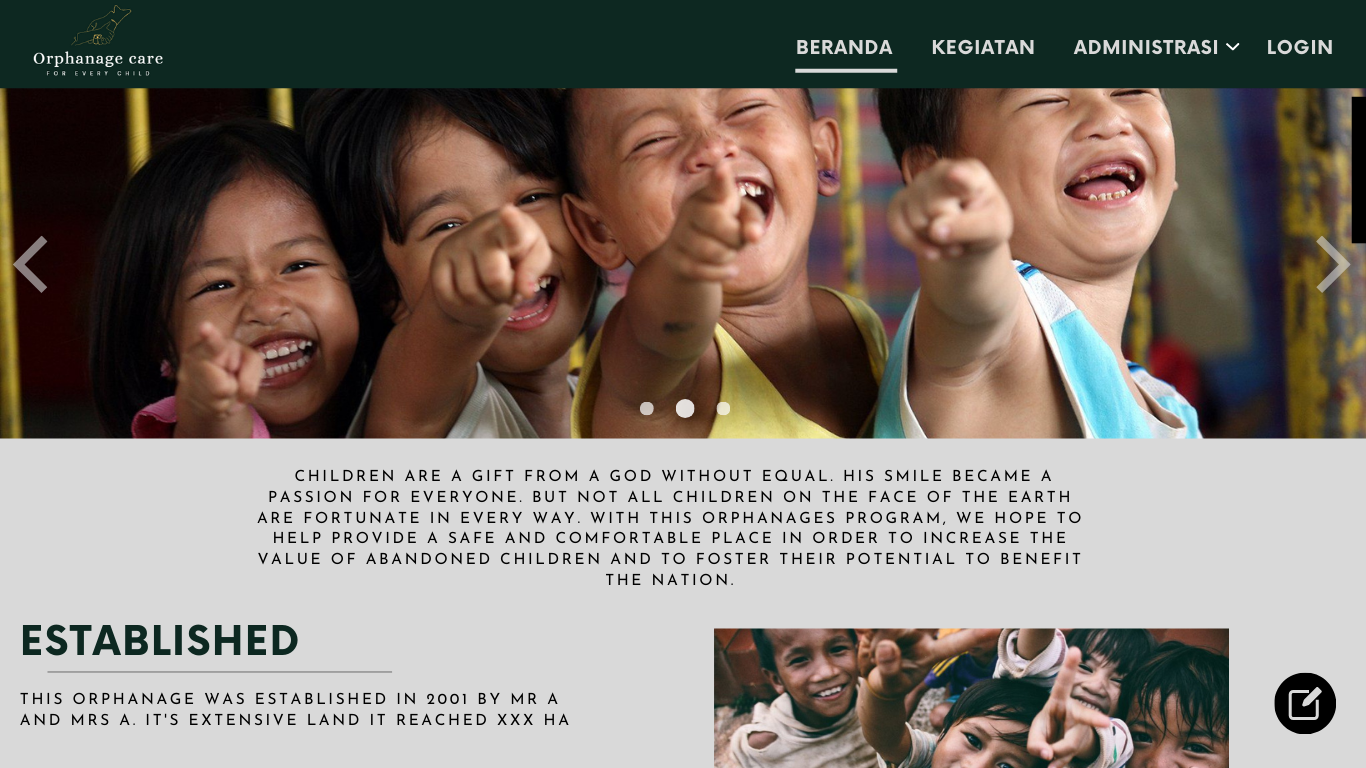 Orphanage care
FOR EVERY CHILD
BERANDA
KEGIATAN
ADMINISTRASI
LOGIN
CHILDREN ARE A GIFT FROM A GOD WITHOUT EQUAL. HIS SMILE BECAME A
PASSION FOR EVERYONE. BUT NOT ALL CHILDREN ON THE FACE OF THE EARTH
ARE FORTUNATE IN EVERY WAY. WITH THIS ORPHANAGES PROGRAM, WE HOPE TO
HELP PROVIDE A SAFE AND COMFORTABLE PLACE IN ORDER TO INCREASE THE
VALUE OF ABANDONED CHILDREN AND TO FOSTER THEIR POTENTIAL TO BENEFIT
THE NATION.
ESTABLISHED
THIS ORPHANAGE WAS ESTABLISHED IN 2001 BY MR A
AND MRS A. IT'S EXTENSIVE LAND IT REACHED XXX HA